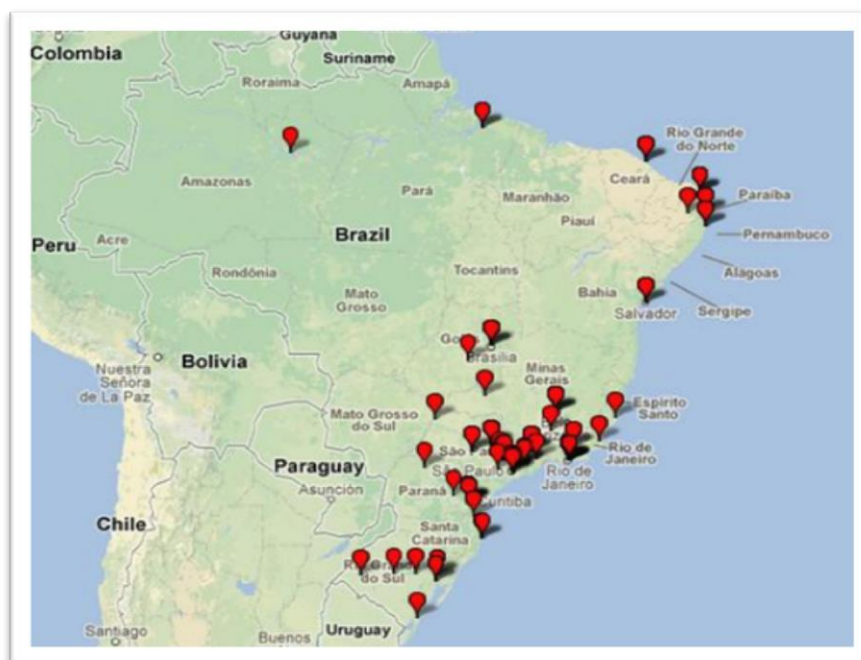 Guyana
Colombia
Suriname
Roraima
Amapá
Rio Grande
do Norte
Ceará
Amazonas
Pará
Maranhão
Paraíba
Piauí
Brazil
Peru
Acre
Pernambuco
Rondônia
Tocantins
Alagoas
Mato
Grosso
Bahia
Sergipe
Salvador
Brasília
Bolivia
Nuestra
Señora
de La Paz
Minas
Gerais
Mato Grosso
do Sul
Espirito
Santo
Rio de
Janeiro
São Paulo
Rio de
Janeiro
Paraguay
Asunción
Paraná
Curitiba
Chile
Santa
Catarina
do Sul
Santiago
Buenos
Uruguay